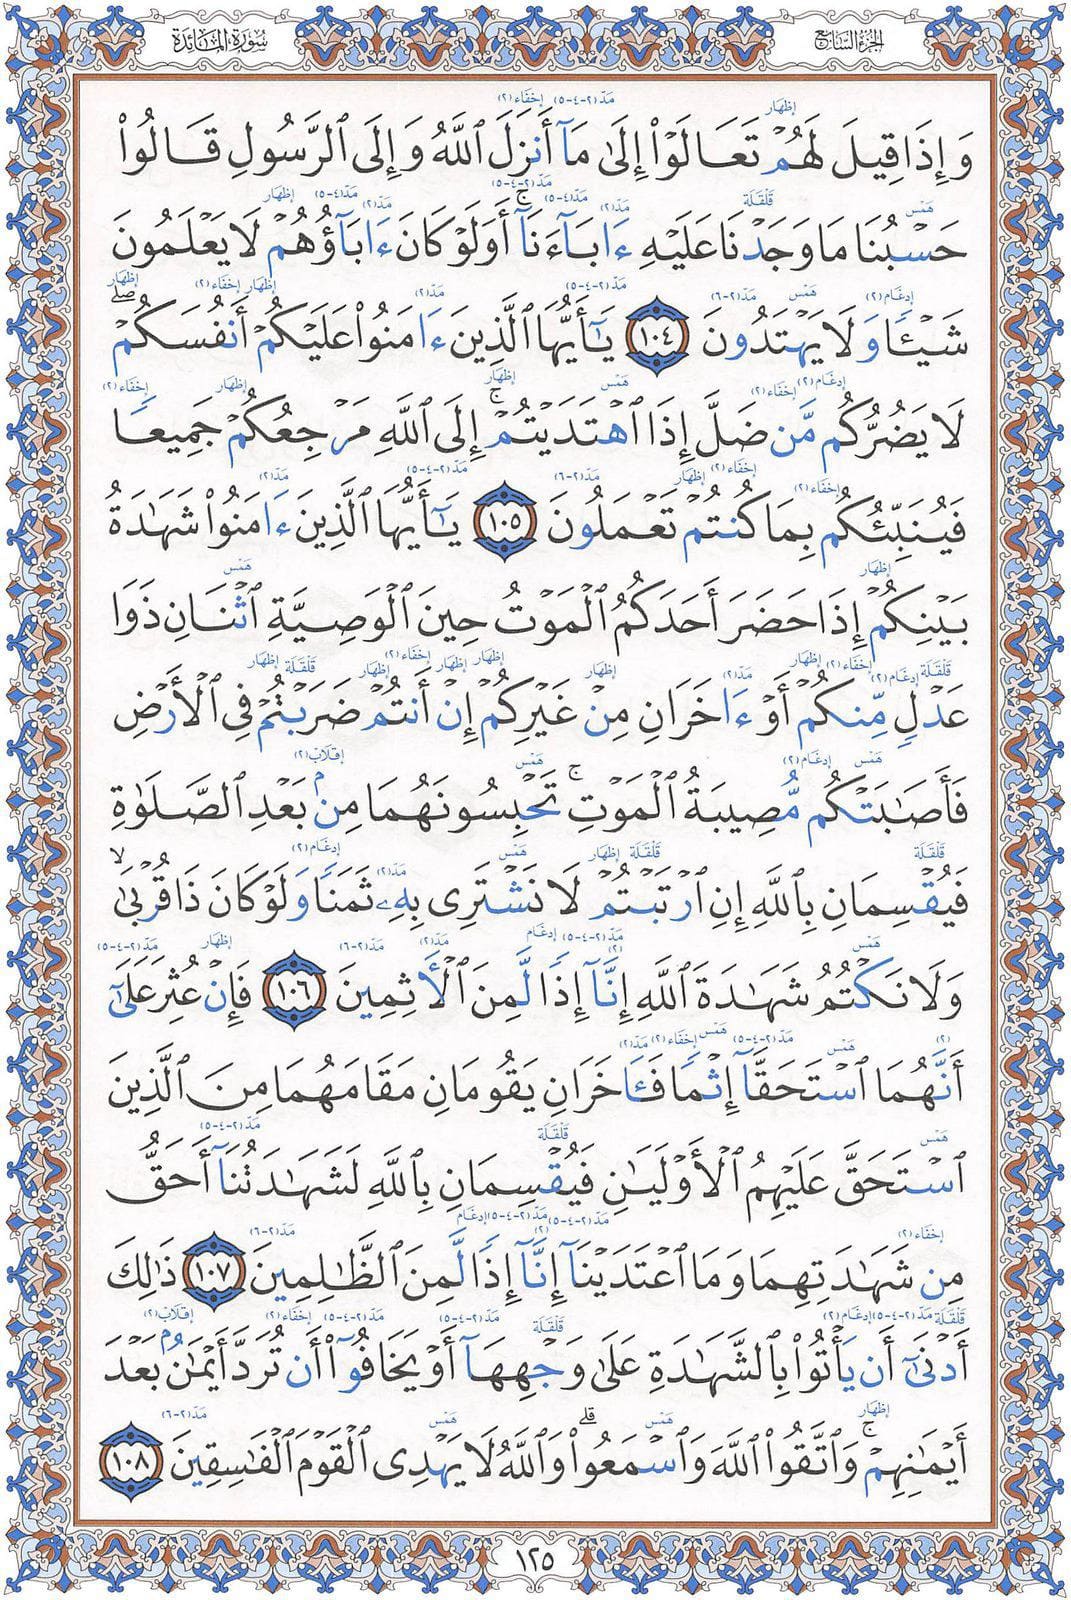 الجزء السابع
سورة المائدة
وَإِذَا قِيلَ لَهُمۡ تَعَالَوۡاْ إِلَىٰ مَآ أَنزَلَ ٱللَّهُ وَإِلَى ٱلرَّسُولِ قَالُواْ
حَسۡبُنَا مَا وَجَدۡنَا عَلَيۡهِ ءَابَآءَنَآۚ أَوَلَوۡ كَانَ ءَابَآؤُهُمۡ لَا يَعۡلَمُونَ
شَيۡـٔٗا وَلَا يَهۡتَدُونَ ١٠٤ يَـٰٓأَيُّهَا ٱلَّذِينَ ءَامَنُواْ عَلَيۡكُمۡ أَنفُسَكُمۡۖ
لَا يَضُرُّكُم مَّن ضَلَّ إِذَا ٱهۡتَدَيۡتُمۡۚ إِلَى ٱللَّهِ مَرۡجِعُكُمۡ جَمِيعٗا
فَيُنَبِّئُكُم بِمَا كُنتُمۡ تَعۡمَلُونَ ١٠٥ يَـٰٓأَيُّهَا ٱلَّذِينَ ءَامَنُواْ شَهَٰدَةُ
بَيۡنِكُمۡ إِذَا حَضَرَ أَحَدَكُمُ ٱلۡمَوۡتُ حِينَ ٱلۡوَصِيَّةِ ٱثۡنَانِ ذَوَا
عَدۡلٖ مِّنكُمۡ أَوۡ ءَاخَرَانِ مِنۡ غَيۡرِكُمۡ إِنۡ أَنتُمۡ ضَرَبۡتُمۡ فِي ٱلۡأَرۡضِ
فَأَصَٰبَتۡكُم مُّصِيبَةُ ٱلۡمَوۡتِۚ تَحۡبِسُونَهُمَا مِنۢ بَعۡدِ ٱلصَّلَوٰةِ
فَيُقۡسِمَانِ بِٱللَّهِ إِنِ ٱرۡتَبۡتُمۡ لَا نَشۡتَرِي بِهِۦ ثَمَنٗا وَلَوۡ كَانَ ذَا قُرۡبَىٰ
وَلَا نَكۡتُمُ شَهَٰدَةَ ٱللَّهِ إِنَّآ إِذٗا لَّمِنَ ٱلۡأٓثِمِينَ ١٠٦ فَإِنۡ عُثِرَ عَلَىٰٓ
أَنَّهُمَا ٱسۡتَحَقَّآ إِثۡمٗا فَـَٔاخَرَانِ يَقُومَانِ مَقَامَهُمَا مِنَ ٱلَّذِينَ
ٱسۡتَحَقَّ عَلَيۡهِمُ ٱلۡأَوۡلَيَٰنِ فَيُقۡسِمَانِ بِٱللَّهِ لَشَهَٰدَتُنَآ أَحَقُّ
مِن شَهَٰدَتِهِمَا وَمَا ٱعۡتَدَيۡنَآ إِنَّآ إِذٗا لَّمِنَ ٱلظَّٰلِمِينَ ١٠٧ ذَٰلِكَ
أَدۡنَىٰٓ أَن يَأۡتُواْ بِٱلشَّهَٰدَةِ عَلَىٰ وَجۡهِهَآ أَوۡ يَخَافُوٓاْ أَن تُرَدَّ أَيۡمَٰنُۢ بَعۡدَ
أَيۡمَٰنِهِمۡۚ وَٱتَّقُواْ ٱللَّهَ وَٱسۡمَعُواْۗ وَٱللَّهُ لَا يَهۡدِي ٱلۡقَوۡمَ ٱلۡفَٰسِقِينَ ١٠٨
١٢٥